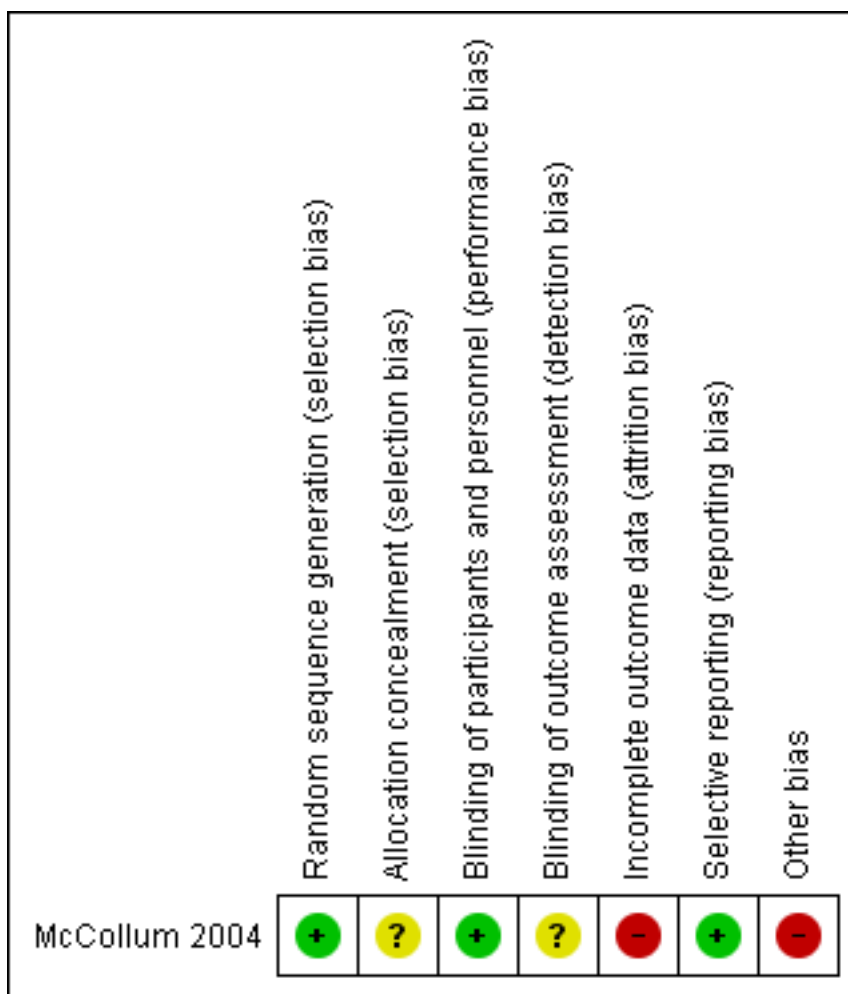 Random sequence generation (selection bias)
Allocation concealment (selection bias)
Blinding of participants and personnel (performance bias)
Blinding of outcome assessment (detection bias)
Incomplete outcome data (attrition bias)
Selective reporting (reporting bias)
Other bias
McCollum 2004 + ? + ? - + -